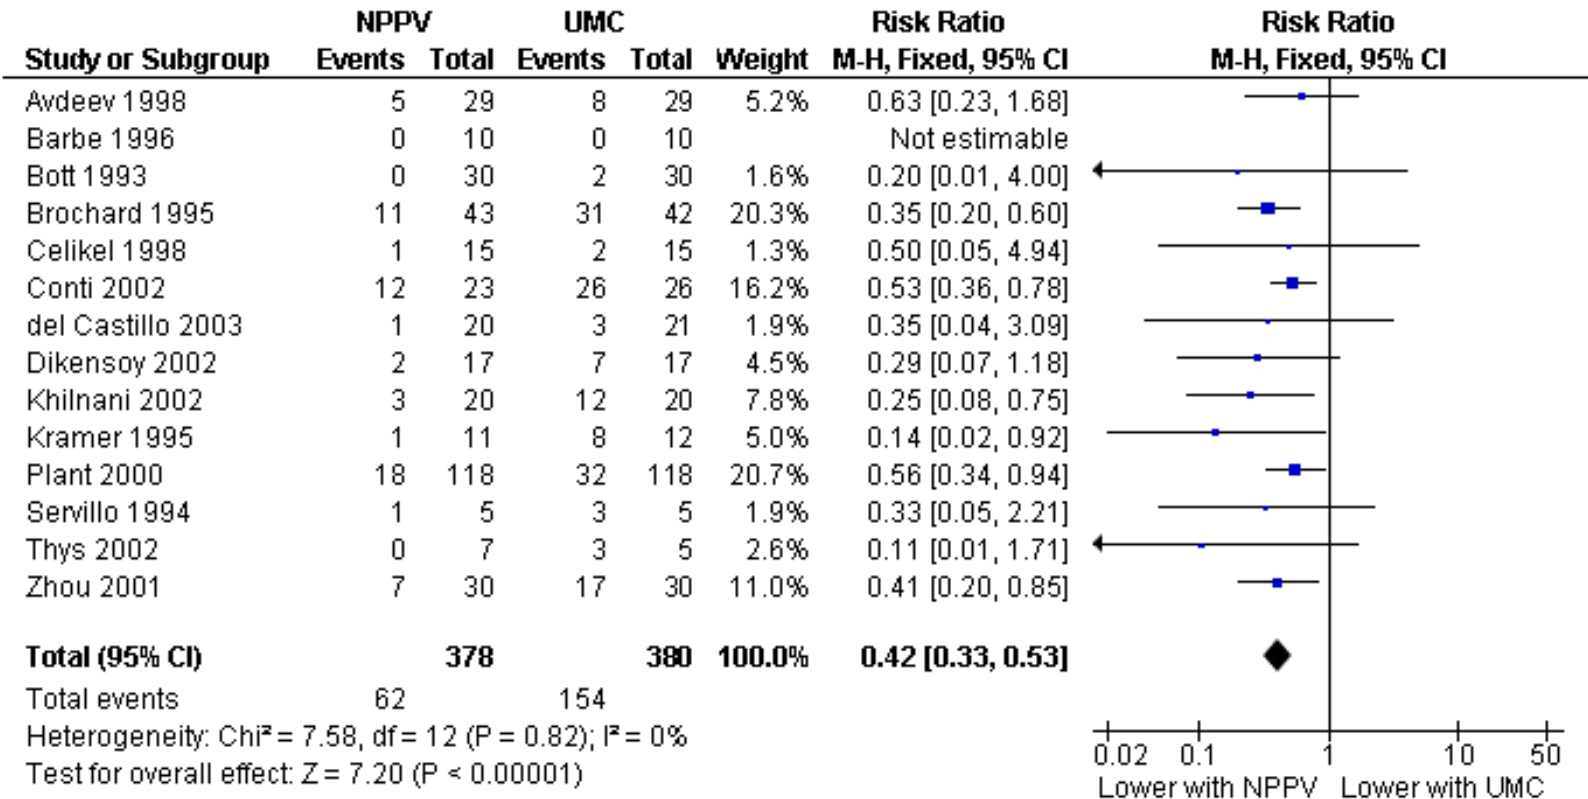 NPPV UMC Risk Ratio Risk Ratio
Study or Subgroup Events Total Events Total Weight M-H, Fixed, 95% CI M-H, Fixed, 95% CI
Avdeev 1998 5 29 8 29 5.2% 0.63 [0.23, 1.68]
Barbe 1996 0 10 0 10 Not estimable
Bott 1993 0 30 2 30 1.6% 0.20 [0.01, 4.00]
Brochard 1995 11 43 31 42 20.3% 0.35 [0.20, 0.60]
Celikel 1998 1 15 2 15 1.3% 0.50 [0.05, 4.94]
Conti 2002 12 23 26 26 16.2% 0.53 [0.36, 0.78]
del Castillo 2003 1 20 3 21 1.9% 0.35 [0.04, 3.09]
Dikensoy 2002 2 17 7 17 4.5% 0.29 [0.07, 1.18]
Khilnani 2002 3 20 12 20 7.8% 0.25 [0.08, 0.75]
Kramer 1995 1 11 8 12 5.0% 0.14 [0.02, 0.92]
Plant 2000 18 118 32 118 20.7% 0.56 [0.34, 0.94]
Servillo 1994 1 5 3 5 1.9% 0.33 [0.05, 2.21]
Thys 2002 0 7 3 5 2.6% 0.11 [0.01, 1.71]
Zhou 2001 7 30 17 30 11.0% 0.41 [0.20, 0.85]
Total (95% CI) 378 380 100.0% 0.42 [0.33, 0.53]
Total events 62 154
Heterogeneity: Chi² = 7.58, df = 12 (P = 0.82); I² = 0%
Test for overall effect: Z = 7.20 (P < 0.00001)
0.02 0.1 1 10 50
Lower with NPPV Lower with UMC